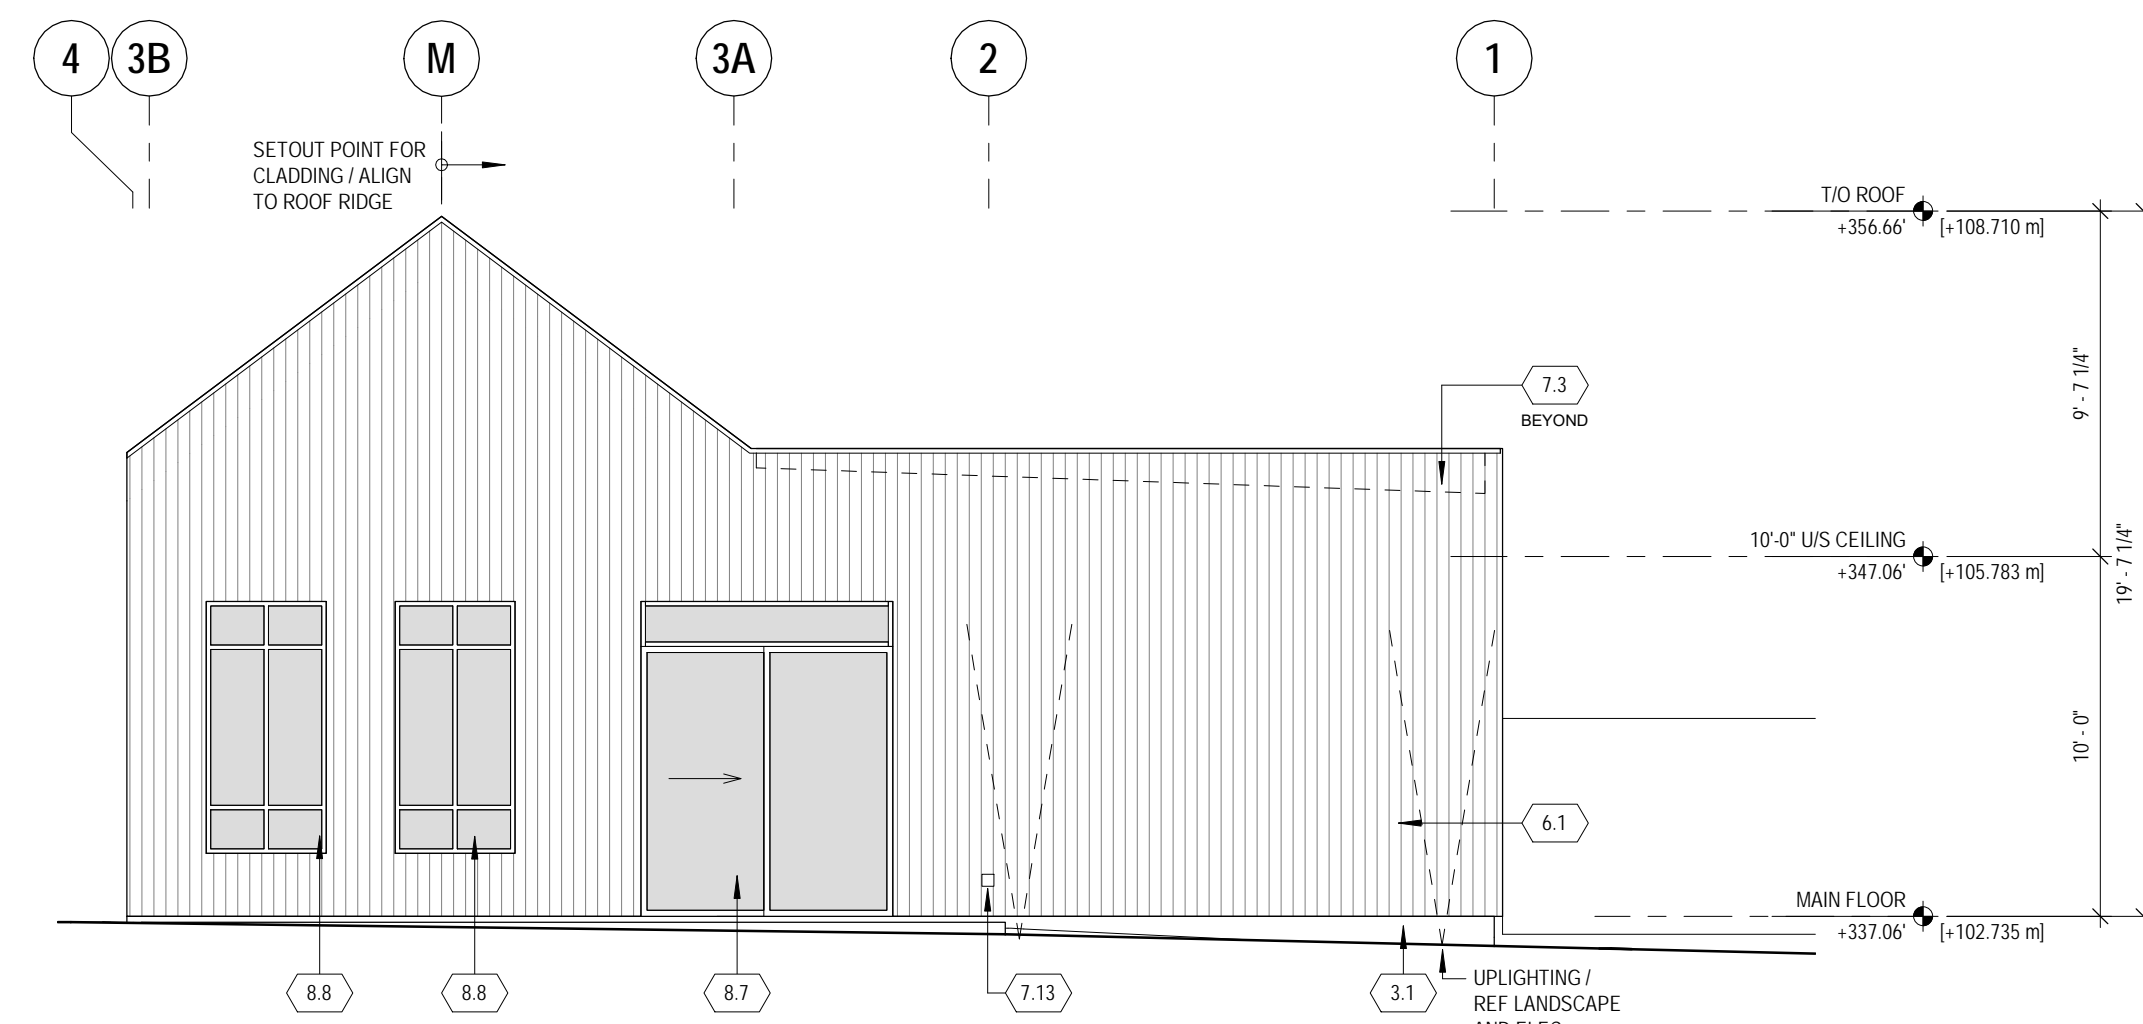 4
3B
M
3A
2
1
SETOUT POINT FOR
CLADDING / ALIGN
TO ROOF RIDGE
T/O ROOF
+356.66' [+108.710 m]
7.3
BEYOND
9' - 7 1/4"
10'-0" U/S CEILING
+347.06' [+105.783 m]
19' - 7 1/4"
10' - 0"
6.1
MAIN FLOOR
+337.06' [+102.735 m]
8.8
8.8
8.7
7.13
3.1
UPLIGHTING /
REF LANDSCAPE